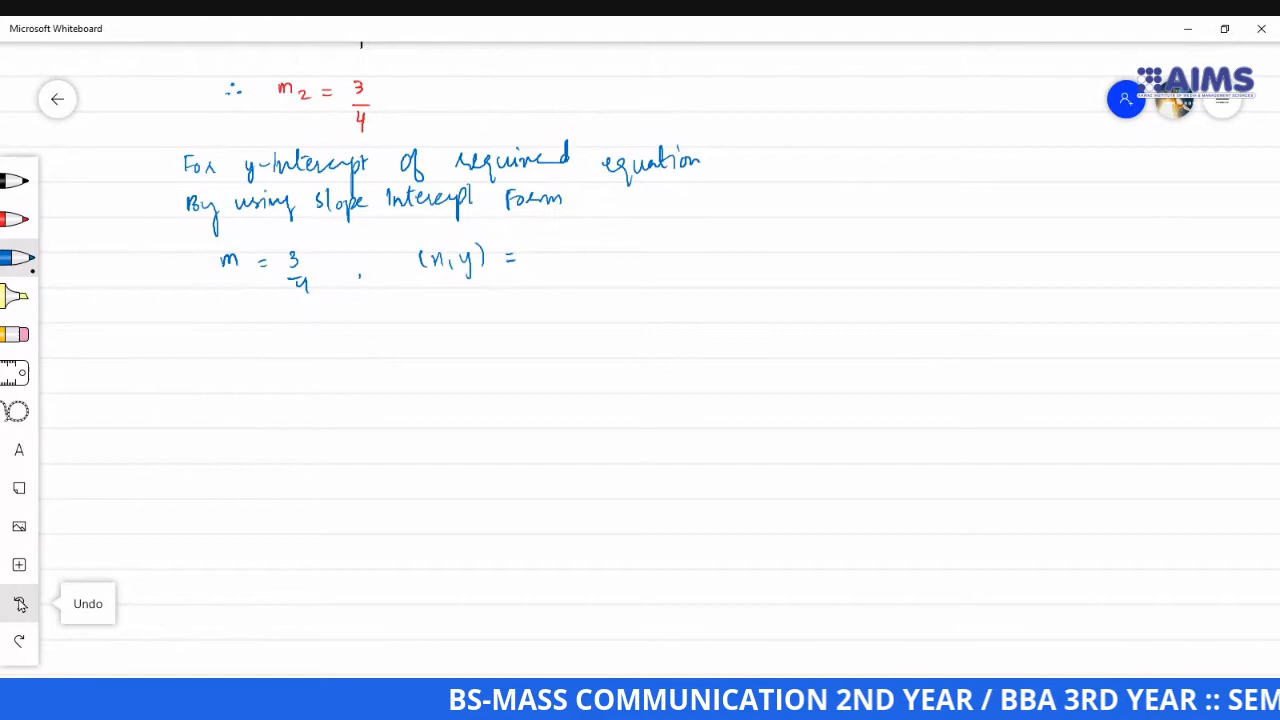 Microsoft Whiteboard
AIMS
∴ m₂ = 3/4
For y-Intercept of required equation
By using slope Intercept Form
m = 3/4 , (x, y) =
A
Undo
BS-MASS COMMUNICATION 2ND YEAR / BBA 3RD YEAR :: SEM